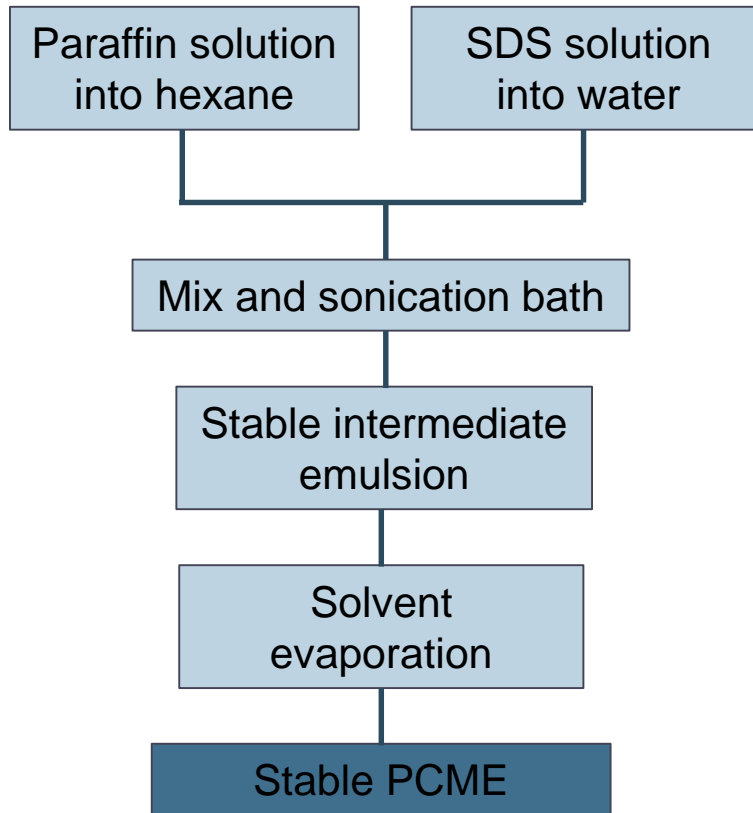 Paraffin solution
into hexane
SDS solution
into water
Mix and sonication bath
Stable intermediate
emulsion
Solvent
evaporation
Stable PCME